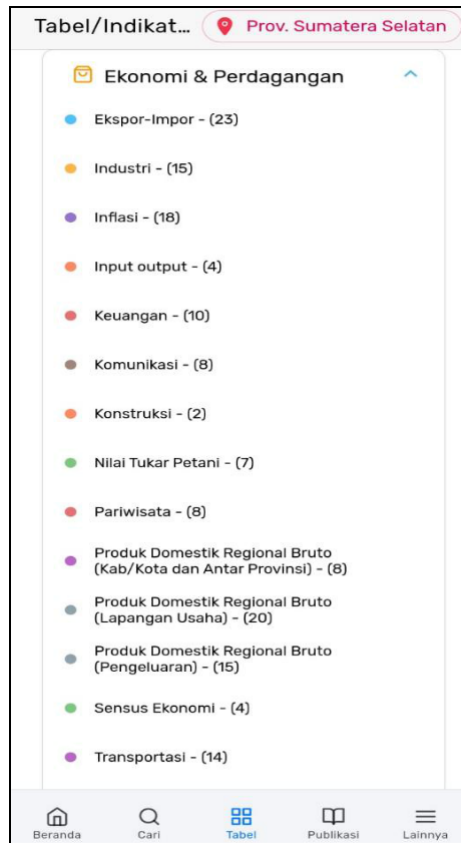 Tabel/Indikat... Prov. Sumatera Selatan
Ekonomi & Perdagangan
Ekspor-Impor - (23)
Industri - (15)
Inflasi - (18)
Input output - (4)
Keuangan - (10)
Komunikasi - (8)
Konstruksi - (2)
Nilai Tukar Petani - (7)
Pariwisata - (8)
Produk Domestik Regional Bruto
(Kab/Kota dan Antar Provinsi) - (8)
Produk Domestik Regional Bruto
(Lapangan Usaha) - (20)
Produk Domestik Regional Bruto
(Pengeluaran) - (15)
Sensus Ekonomi - (4)
Transportasi - (14)
Beranda Cari Tabel Publikasi Lainnya